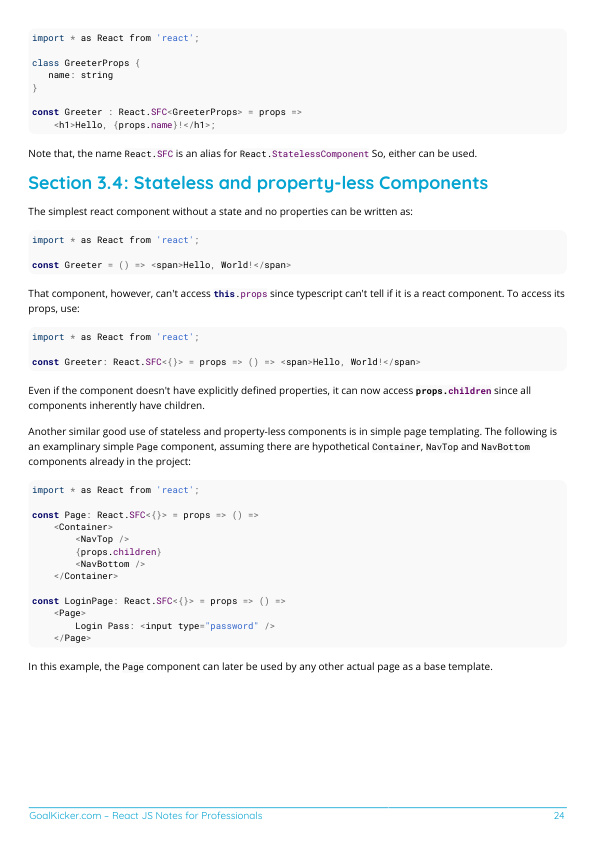 import * as React from 'react';

class GreeterProps {
   name: string
}

const Greeter : React.SFC<GreeterProps> = props =>
    <h1>Hello, {props.name}!</h1>;

Note that, the name React.SFC is an alias for React.StatelessComponent So, either can be used.

Section 3.4: Stateless and property-less Components

The simplest react component without a state and no properties can be written as:

import * as React from 'react';

const Greeter = () => <span>Hello, World!</span>

That component, however, can't access this.props since typescript can't tell if it is a react component. To access its
props, use:

import * as React from 'react';

const Greeter: React.SFC<{}> = props => () => <span>Hello, World!</span>

Even if the component doesn't have explicitly defined properties, it can now access props.children since all
components inherently have children.

Another similar good use of stateless and property-less components is in simple page templating. The following is
an examplinary simple Page component, assuming there are hypothetical Container, NavTop and NavBottom
components already in the project:

import * as React from 'react';

const Page: React.SFC<{}> = props => () =>
    <Container>
        <NavTop />
        {props.children}
        <NavBottom />
    </Container>

const LoginPage: React.SFC<{}> = props => () =>
    <Page>
        Login Pass: <input type="password" />
    </Page>

In this example, the Page component can later be used by any other actual page as a base template.

GoalKicker.com – React JS Notes for Professionals 24